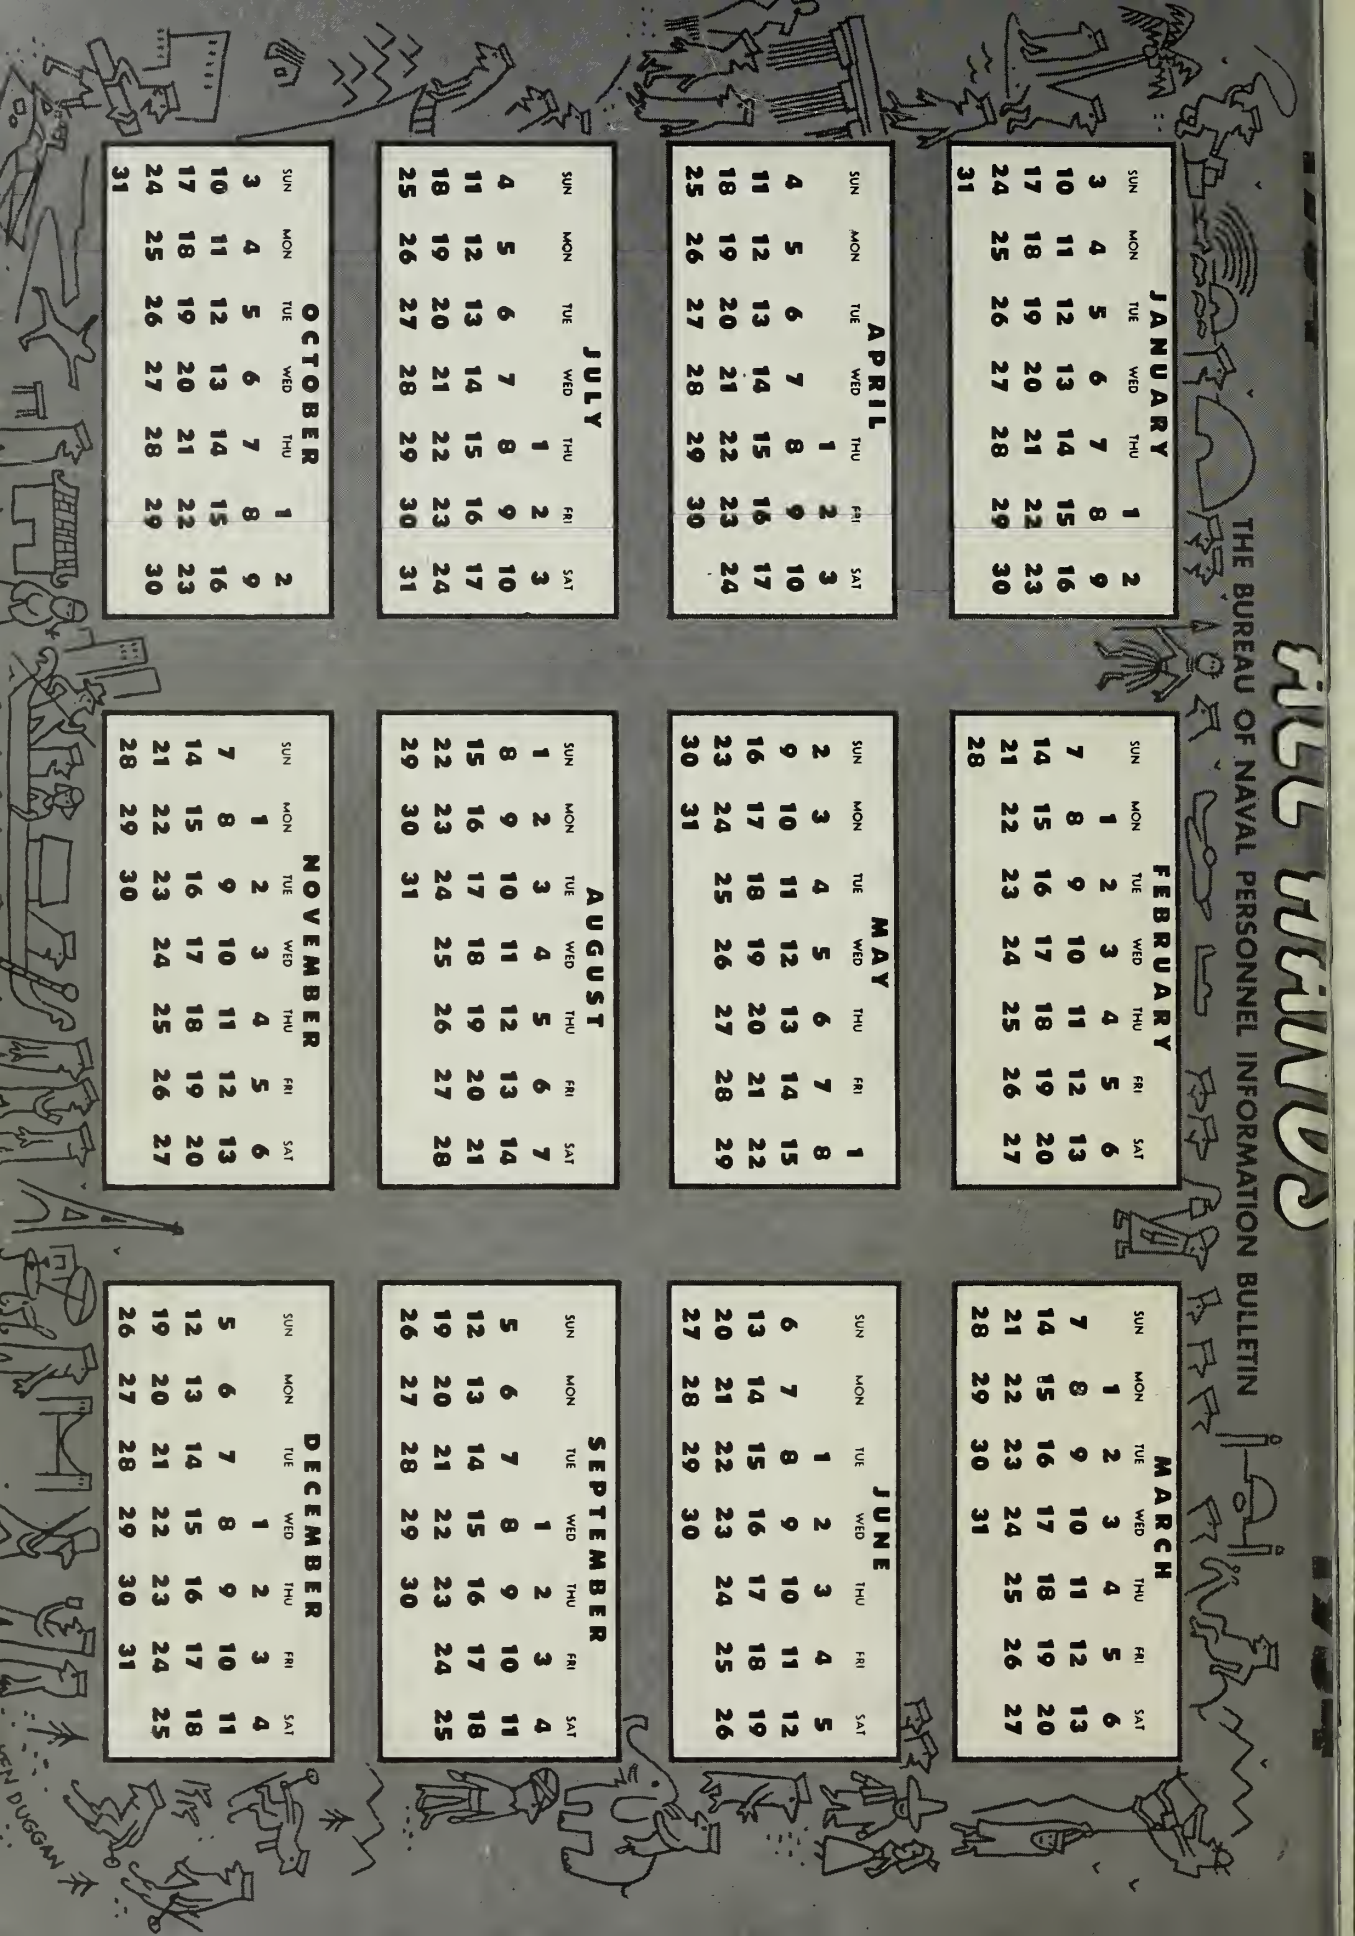 ALL HANDS
THE BUREAU OF NAVAL PERSONNEL INFORMATION BULLETIN
JANUARY
SUN MON TUE WED THU FRI SAT
1 2
3 4 5 6 7 8 9
10 11 12 13 14 15 16
17 18 19 20 21 22 23
24 25 26 27 28 29 30
31
FEBRUARY
SUN MON TUE WED THU FRI SAT
1 2 3 4 5 6
7 8 9 10 11 12 13
14 15 16 17 18 19 20
21 22 23 24 25 26 27
28
MARCH
SUN MON TUE WED THU FRI SAT
1 2 3 4 5 6
7 8 9 10 11 12 13
14 15 16 17 18 19 20
21 22 23 24 25 26 27
28 29 30 31
APRIL
SUN MON TUE WED THU FRI SAT
1 2 3
4 5 6 7 8 9 10
11 12 13 14 15 16 17
18 19 20 21 22 23 24
25 26 27 28 29 30
MAY
SUN MON TUE WED THU FRI SAT
1
2 3 4 5 6 7 8
9 10 11 12 13 14 15
16 17 18 19 20 21 22
23 24 25 26 27 28 29
30 31
JUNE
SUN MON TUE WED THU FRI SAT
1 2 3 4 5
6 7 8 9 10 11 12
13 14 15 16 17 18 19
20 21 22 23 24 25 26
27 28 29 30
JULY
SUN MON TUE WED THU FRI SAT
1 2 3
4 5 6 7 8 9 10
11 12 13 14 15 16 17
18 19 20 21 22 23 24
25 26 27 28 29 30 31
AUGUST
SUN MON TUE WED THU FRI SAT
1 2 3 4 5 6 7
8 9 10 11 12 13 14
15 16 17 18 19 20 21
22 23 24 25 26 27 28
29 30 31
SEPTEMBER
SUN MON TUE WED THU FRI SAT
1 2 3 4
5 6 7 8 9 10 11
12 13 14 15 16 17 18
19 20 21 22 23 24 25
26 27 28 29 30
OCTOBER
SUN MON TUE WED THU FRI SAT
1 2
3 4 5 6 7 8 9
10 11 12 13 14 15 16
17 18 19 20 21 22 23
24 25 26 27 28 29 30
31
NOVEMBER
SUN MON TUE WED THU FRI SAT
1 2 3 4 5 6
7 8 9 10 11 12 13
14 15 16 17 18 19 20
21 22 23 24 25 26 27
28 29 30
DECEMBER
SUN MON TUE WED THU FRI SAT
1 2 3 4
5 6 7 8 9 10 11
12 13 14 15 16 17 18
19 20 21 22 23 24 25
26 27 28 29 30 31
KEN DUGGAN